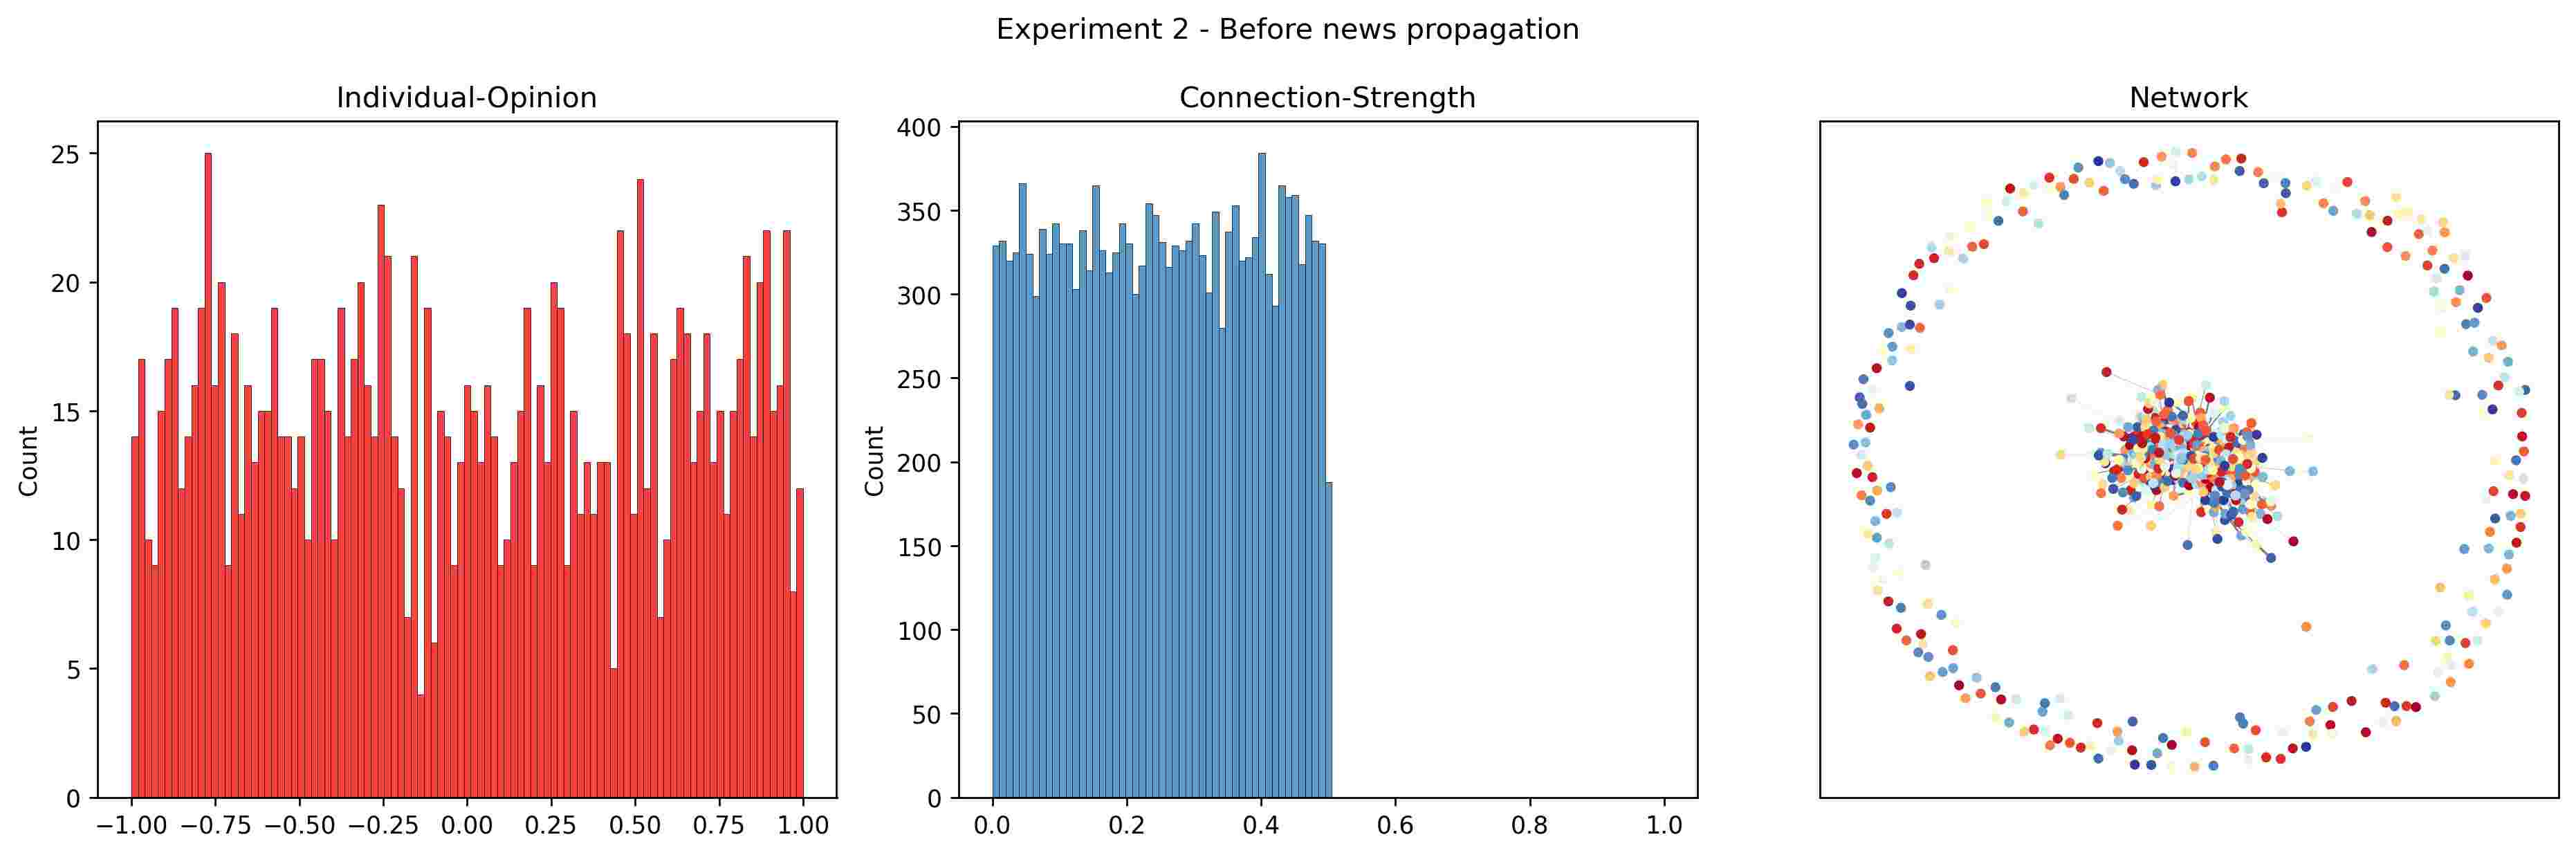 Experiment 2 - Before news propagation
Individual-Opinion
Count
25
20
15
10
5
0
−1.00 −0.75 −0.50 −0.25 0.00 0.25 0.50 0.75 1.00
Connection-Strength
Count
400
350
300
250
200
150
100
50
0
0.0 0.2 0.4 0.6 0.8 1.0
Network